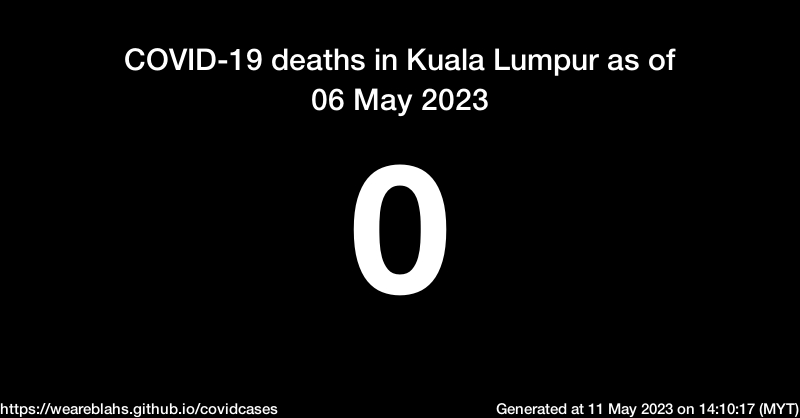 COVID-19 deaths in Kuala Lumpur as of
06 May 2023
0
https://weareblahs.github.io/covidcases
Generated at 11 May 2023 on 14:10:17 (MYT)